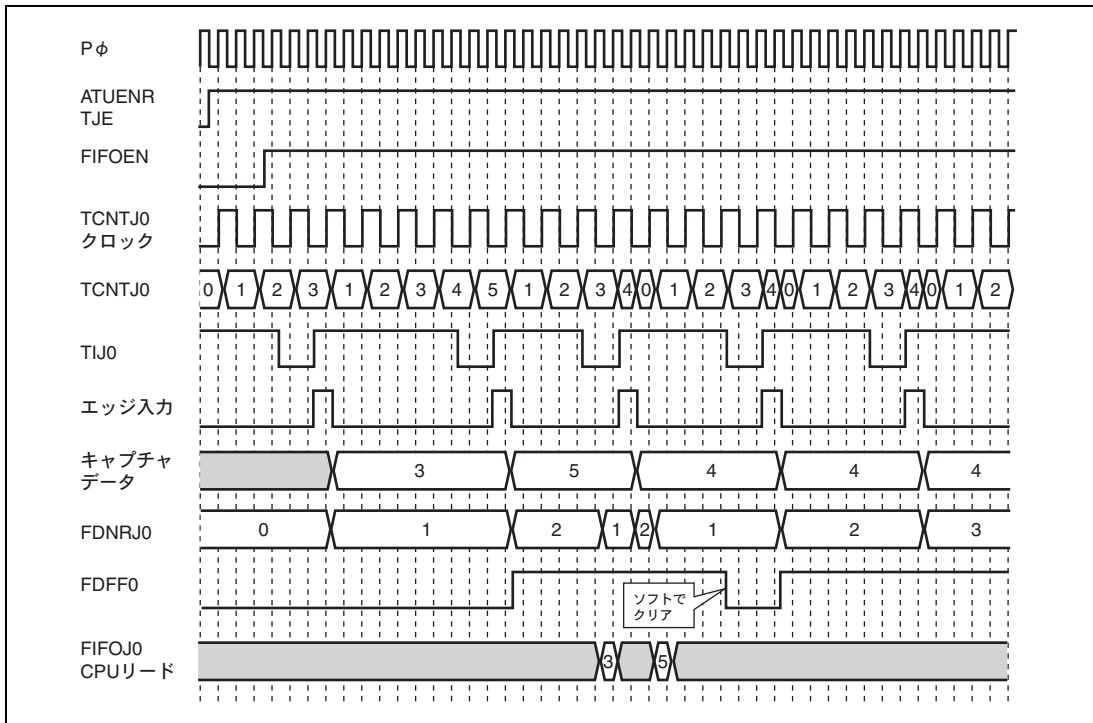 Pφ
ATUENR
TJE
FIFOEN
TCNTJ0
クロック
TCNTJ0
0 1 2 3 1 2 3 4 5 1 2 3 4 0 1 2 3 4 0 1 2 3 4 0 1 2
TIJ0
エッジ入力
キャプチャ
データ
3 5 4 4 4
FDNRJ0
0 1 2 1 2 1 2 3
FDFF0
ソフトで
クリア
FIFOJ0
CPUリード
3 5